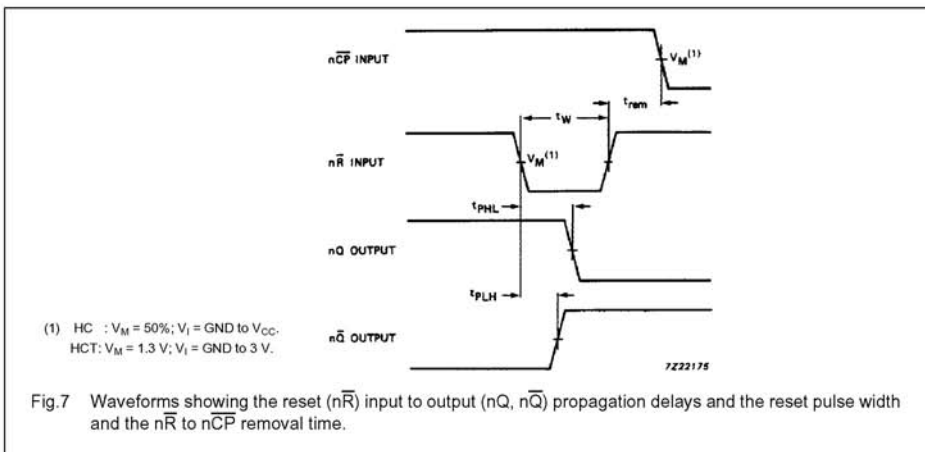 nC̅P̅ INPUT
VM(1)
trem
tW
nR̅ INPUT
VM(1)
tPHL
nQ OUTPUT
tPLH
(1) HC : VM = 50%; VI = GND to VCC.
HCT: VM = 1.3 V; VI = GND to 3 V.
nQ̅ OUTPUT
7Z22175
Fig.7 Waveforms showing the reset (nR̅) input to output (nQ, nQ̅) propagation delays and the reset pulse width
and the nR̅ to nC̅P̅ removal time.